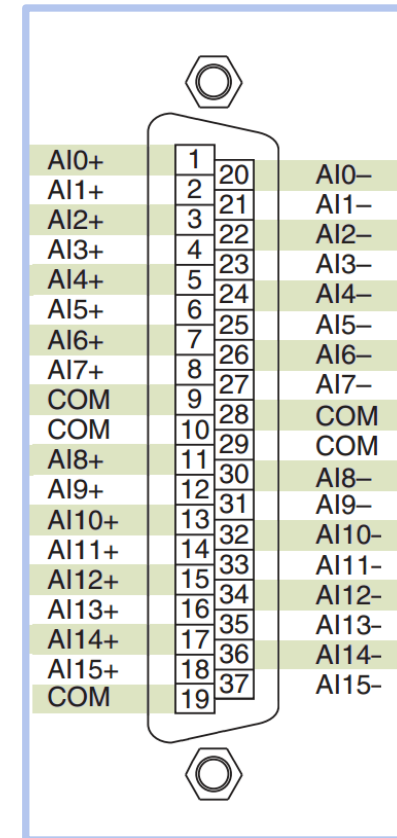 AI0+ 1 20 AI0–
AI1+ 2 21 AI1–
AI2+ 3 22 AI2–
AI3+ 4 23 AI3–
AI4+ 5 24 AI4–
AI5+ 6 25 AI5–
AI6+ 7 26 AI6–
AI7+ 8 27 AI7–
COM 9 28 COM
COM 10 29 COM
AI8+ 11 30 AI8–
AI9+ 12 31 AI9–
AI10+ 13 32 AI10-
AI11+ 14 33 AI11-
AI12+ 15 34 AI12-
AI13+ 16 35 AI13-
AI14+ 17 36 AI14–
AI15+ 18 37 AI15–
COM 19